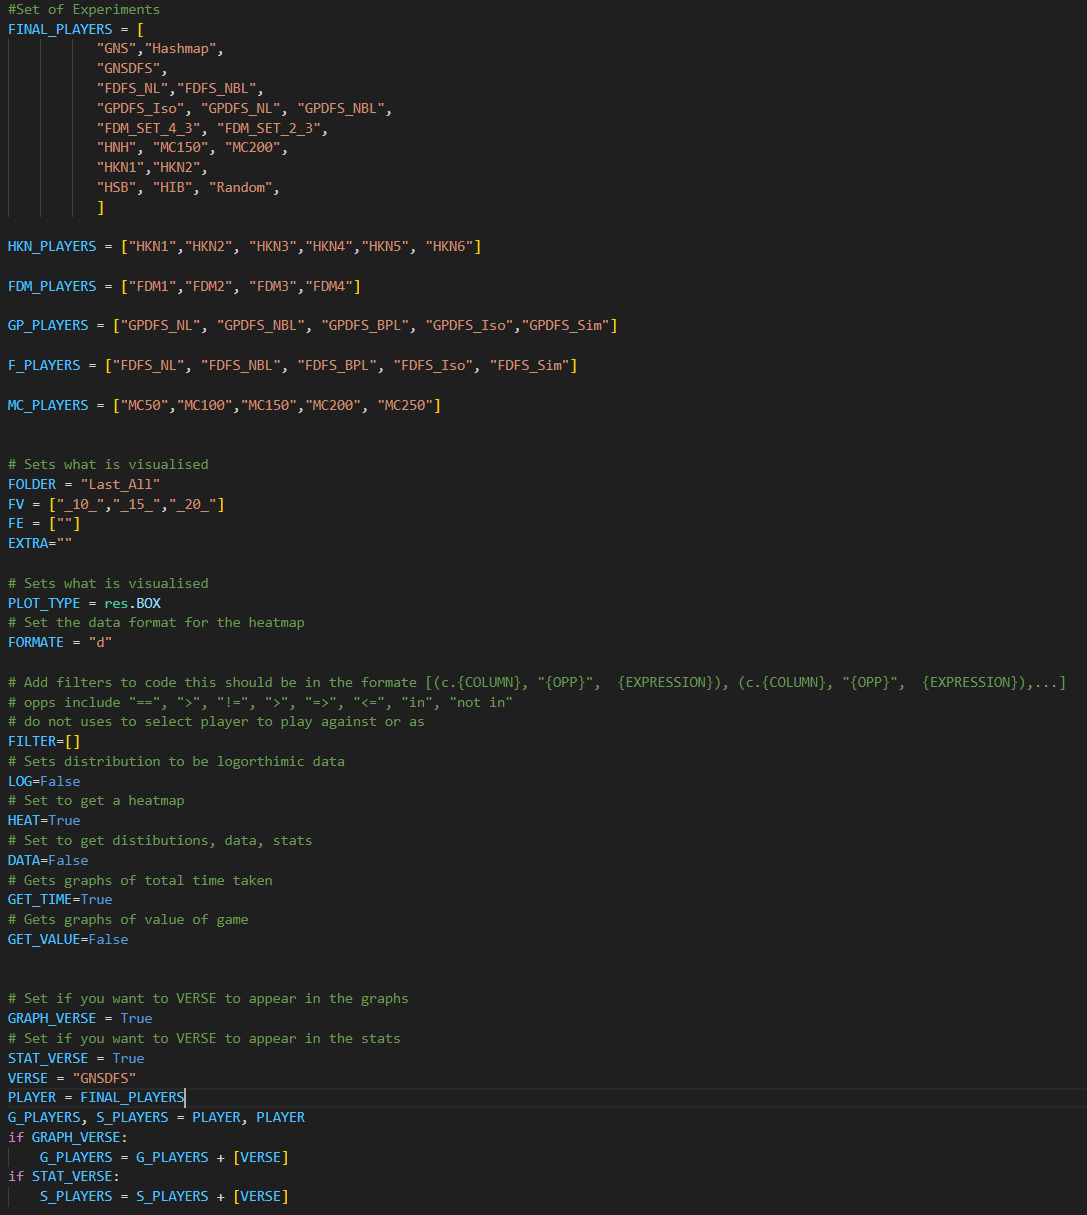 #Set of Experiments
FINAL_PLAYERS = [
"GNS","Hashmap",
"GNSDFS",
"FDFS_NL","FDFS_NBL",
"GPDFS_Iso", "GPDFS_NL", "GPDFS_NBL",
"FDM_SET_4_3", "FDM_SET_2_3",
"HNH", "MC150", "MC200",
"HKN1","HKN2",
"HSB", "HIB", "Random",
]
HKN_PLAYERS = ["HKN1","HKN2", "HKN3","HKN4","HKN5", "HKN6"]
FDM_PLAYERS = ["FDM1","FDM2", "FDM3","FDM4"]
GP_PLAYERS = ["GPDFS_NL", "GPDFS_NBL", "GPDFS_BPL", "GPDFS_Iso","GPDFS_Sim"]
F_PLAYERS = ["FDFS_NL", "FDFS_NBL", "FDFS_BPL", "FDFS_Iso", "FDFS_Sim"]
MC_PLAYERS = ["MC50","MC100","MC150","MC200", "MC250"]
# Sets what is visualised
FOLDER = "Last_All"
FV = ["_10_","_15_","_20_"]
FE = [""]
EXTRA=""
# Sets what is visualised
PLOT_TYPE = res.BOX
# Set the data format for the heatmap
FORMATE = "d"
# Add filters to code this should be in the formate [(c.{COLUMN}, "{OPP}",  {EXPRESSION}), (c.{COLUMN}, "{OPP}",  {EXPRESSION}),...]
# opps include "==", ">", "!=", ">", "=>", "<=", "in", "not in"
# do not uses to select player to play against or as
FILTER=[]
# Sets distribution to be logorthimic data
LOG=False
# Set to get a heatmap
HEAT=True
# Set to get distibutions, data, stats
DATA=False
# Gets graphs of total time taken
GET_TIME=True
# Gets graphs of value of game
GET_VALUE=False
# Set if you want to VERSE to appear in the graphs
GRAPH_VERSE = True
# Set if you want to VERSE to appear in the stats
STAT_VERSE = True
VERSE = "GNSDFS"
PLAYER = FINAL_PLAYERS
G_PLAYERS, S_PLAYERS = PLAYER, PLAYER
if GRAPH_VERSE:
G_PLAYERS = G_PLAYERS + [VERSE]
if STAT_VERSE:
S_PLAYERS = S_PLAYERS + [VERSE]